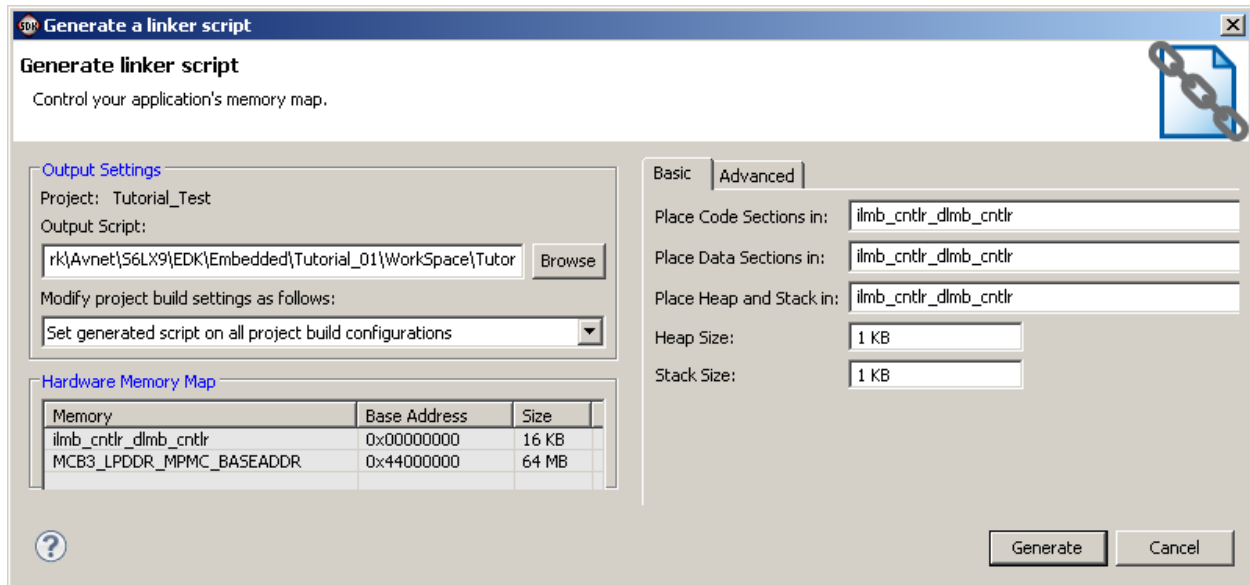 SDK Generate a linker script
Generate linker script
Control your application's memory map.
Output Settings
Project: Tutorial_Test
Output Script:
rk\Avnet\S6LX9\EDK\Embedded\Tutorial_01\WorkSpace\Tutor Browse
Modify project build settings as follows:
Set generated script on all project build configurations
Hardware Memory Map
Memory Base Address Size
ilmb_cntlr_dlmb_cntlr 0x00000000 16 KB
MCB3_LPDDR_MPMC_BASEADDR 0x44000000 64 MB
Basic Advanced
Place Code Sections in: ilmb_cntlr_dlmb_cntlr
Place Data Sections in: ilmb_cntlr_dlmb_cntlr
Place Heap and Stack in: ilmb_cntlr_dlmb_cntlr
Heap Size: 1 KB
Stack Size: 1 KB
? Generate Cancel